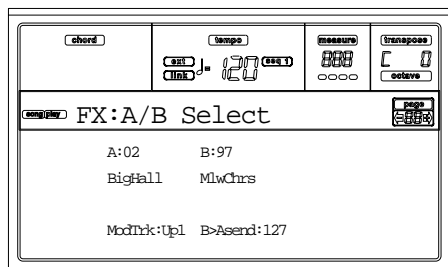 chord tempo measure transpose
ext link ♩= 120 seq 1 888 C 0
octave
song play FX:A/B Select page
88
A:02 B:97
BigHall MlwChrs
ModTrk:Up1 B>Asend:127